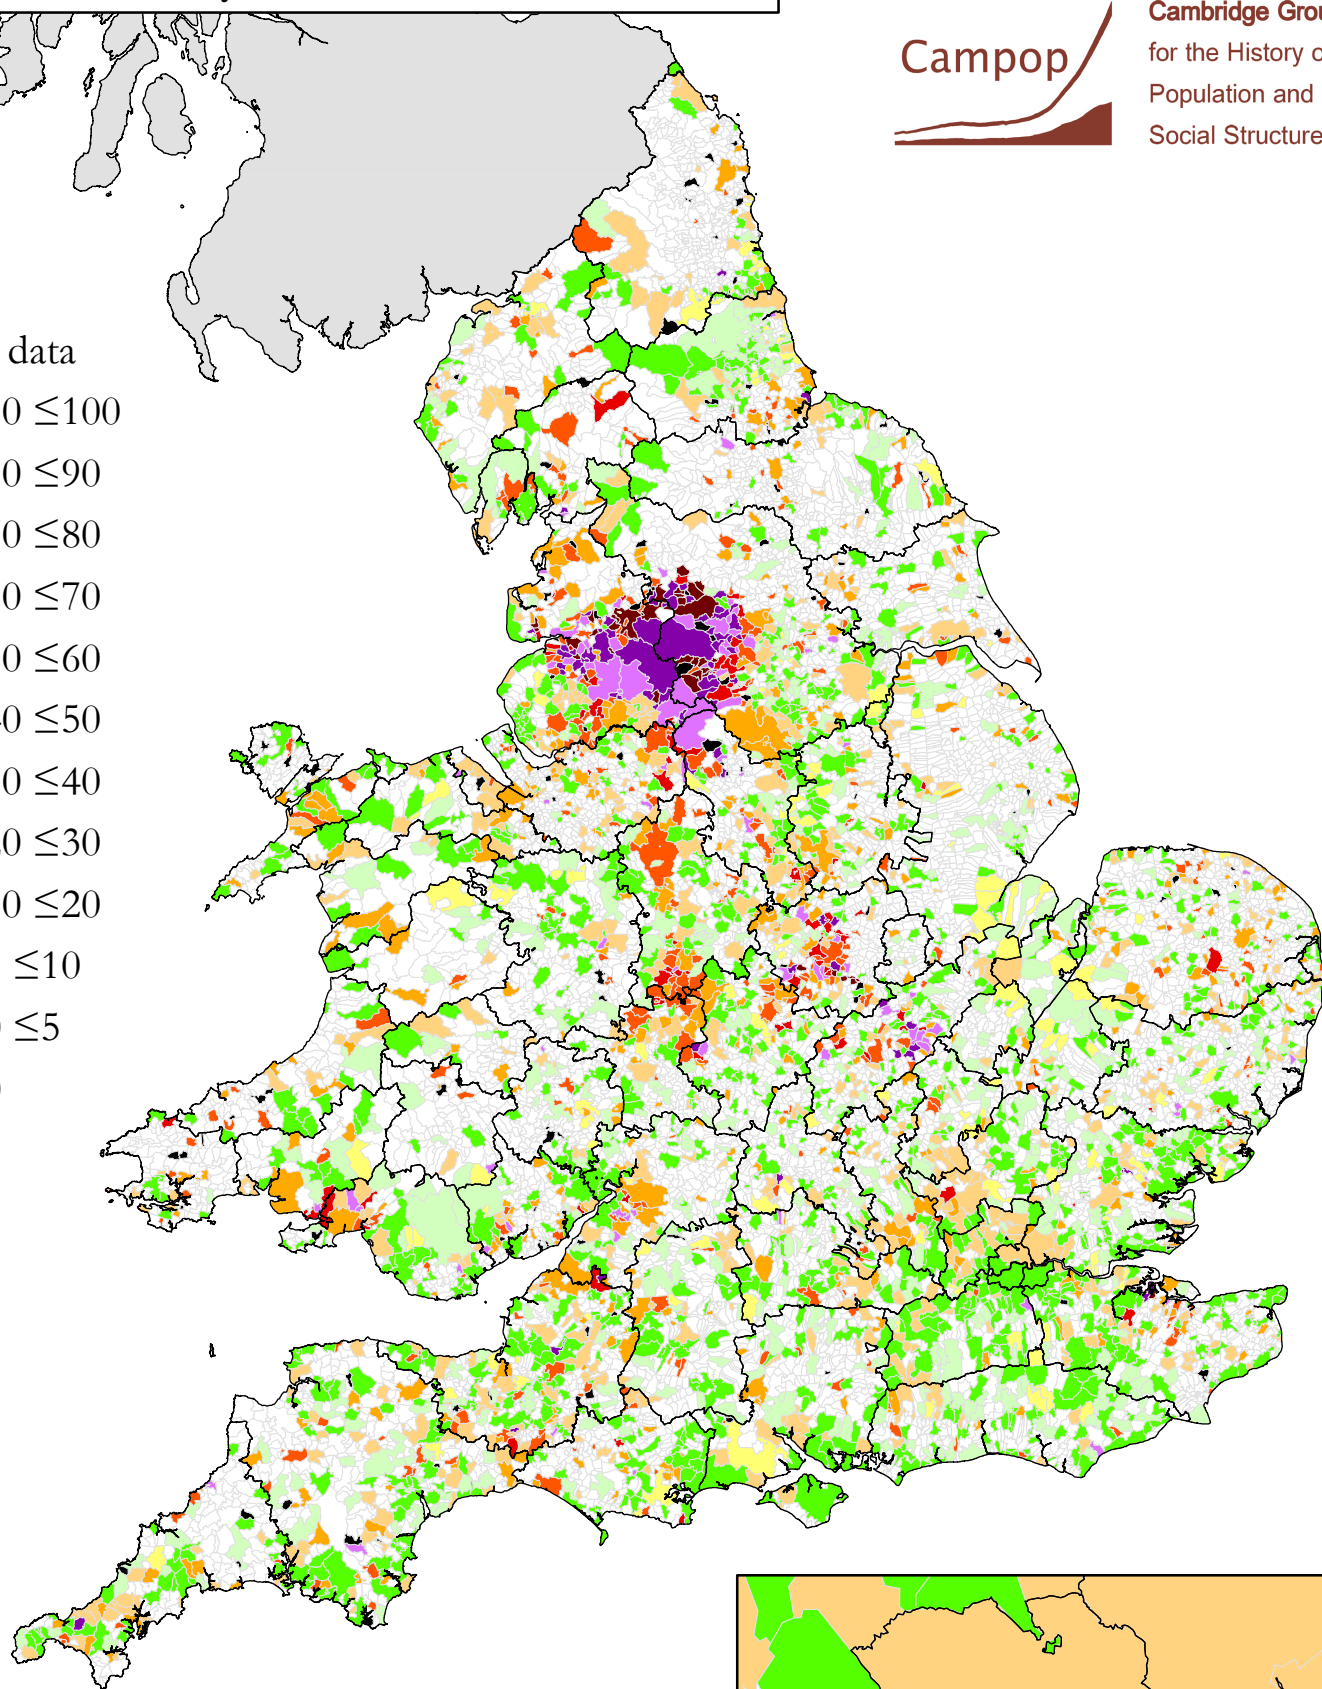 Campop
Cambridge Grou
for the History o
Population and
Social Structure
data
0 ≤100
0 ≤90
0 ≤80
0 ≤70
0 ≤60
0 ≤50
0 ≤40
0 ≤30
0 ≤20
≤10
≤5